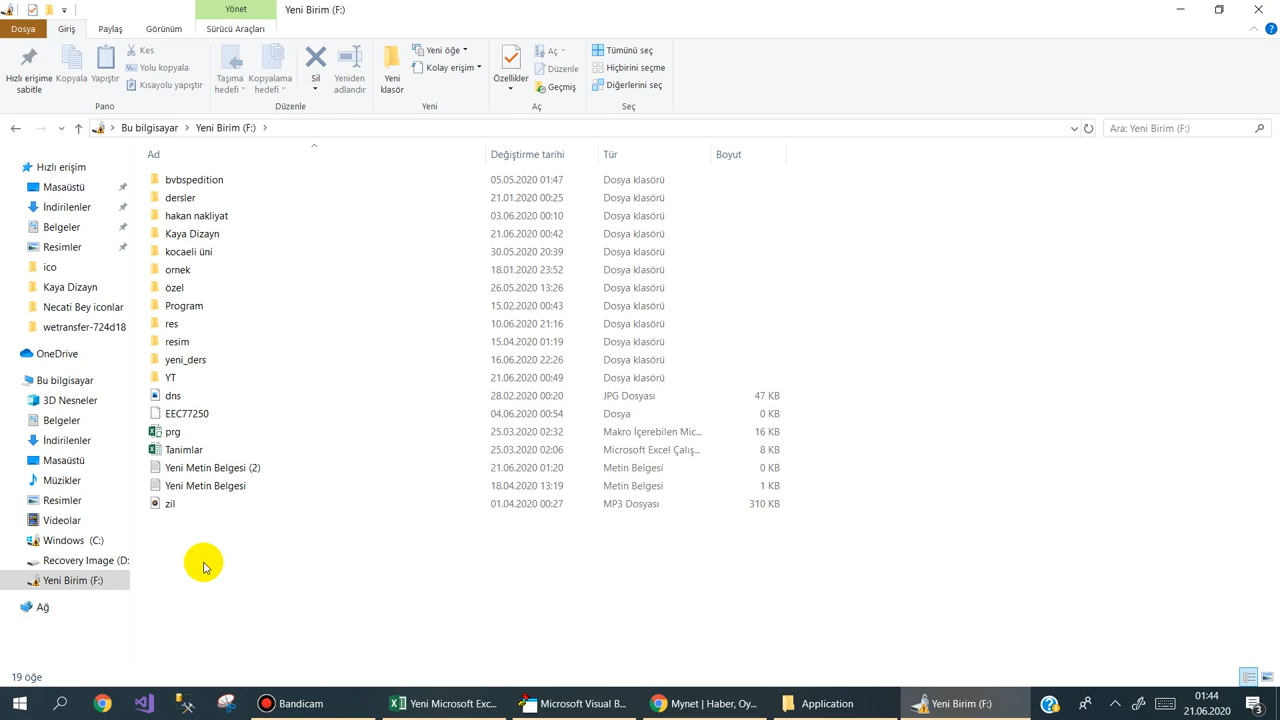 Yönet
Yeni Birim (F:)
Dosya
Giriş
Paylaş
Görünüm
Sürücü Araçları
Hızlı erişime sabitle
Kopyala
Yapıştır
Kes
Yolu kopyala
Kısayolu yapıştır
Pano
Taşıma hedefi
Kopyalama hedefi
Sil
Yeniden adlandır
Düzenle
Yeni klasör
Yeni öğe
Kolay erişim
Yeni
Özellikler
Aç
Düzenle
Geçmiş
Aç
Tümünü seç
Hiçbirini seçme
Diğerlerini seç
Seç
Bu bilgisayar
Yeni Birim (F:)
Ara: Yeni Birim (F:)
Hızlı erişim
Masaüstü
İndirilenler
Belgeler
Resimler
ico
Kaya Dizayn
Necati Bey iconlar
wetransfer-724d18
OneDrive
Bu bilgisayar
3D Nesneler
Belgeler
İndirilenler
Masaüstü
Müzikler
Resimler
Videolar
Windows (C:)
Recovery Image (D:
Yeni Birim (F:)
Ağ
Ad Değiştirme tarihi Tür Boyut
bvbspedition 05.05.2020 01:47 Dosya klasörü
dersler 21.01.2020 00:25 Dosya klasörü
hakan nakliyat 03.06.2020 00:10 Dosya klasörü
Kaya Dizayn 21.06.2020 00:42 Dosya klasörü
kocaeli üni 30.05.2020 20:39 Dosya klasörü
ornek 18.01.2020 23:52 Dosya klasörü
özel 26.05.2020 13:26 Dosya klasörü
Program 15.02.2020 00:43 Dosya klasörü
res 10.06.2020 21:16 Dosya klasörü
resim 15.04.2020 01:19 Dosya klasörü
yeni_ders 16.06.2020 22:26 Dosya klasörü
YT 21.06.2020 00:49 Dosya klasörü
dns 28.02.2020 00:20 JPG Dosyası 47 KB
EEC77250 04.06.2020 00:54 Dosya 0 KB
prg 25.03.2020 02:32 Makro İçerebilen Mic... 16 KB
Tanimlar 25.03.2020 02:06 Microsoft Excel Çalış... 8 KB
Yeni Metin Belgesi (2) 21.06.2020 01:20 Metin Belgesi 0 KB
Yeni Metin Belgesi 18.04.2020 13:19 Metin Belgesi 1 KB
zil 01.04.2020 00:27 MP3 Dosyası 310 KB
19 öğe
Bandicam
Yeni Microsoft Exc...
Microsoft Visual B...
Mynet | Haber, Oy...
Application
Yeni Birim (F:)
01:44
21.06.2020
3